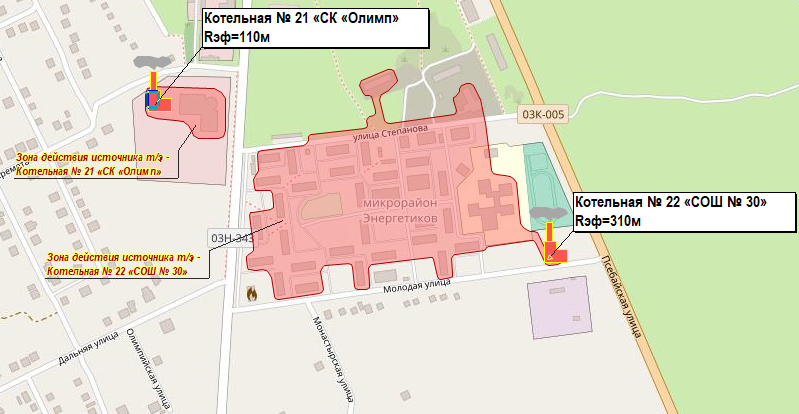 Котельная № 21 «СК «Олимп»
Rэф=110м
03К-005
улица Степанова
Зона действия источника т/э -
Котельная № 21 «СК «Олимп»
микрорайон
Энергетиков
Котельная № 22 «СОШ № 30»
Rэф=310м
03Н-343
Зона действия источника т/э -
Котельная № 22 «СОШ № 30»
Молодая улица
Псебайская улица
Дальняя улица
Олимпийская улица
Монастырская улица